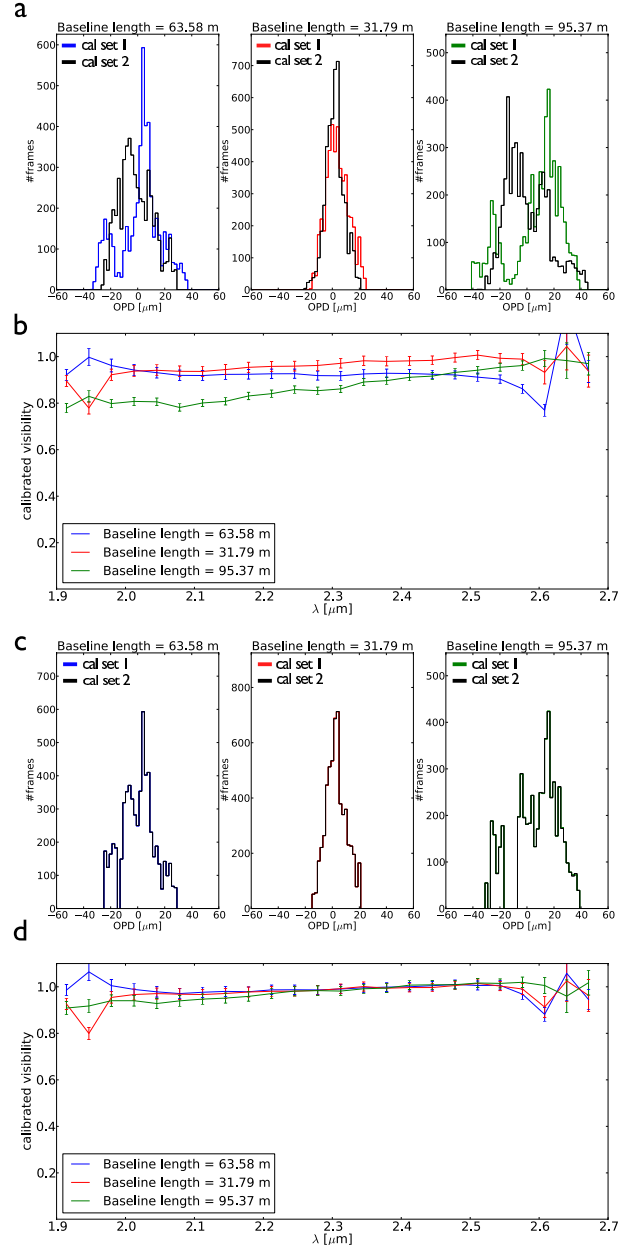 a
Baseline length = 63.58 m
Baseline length = 31.79 m
Baseline length = 95.37 m
cal set 1
cal set 2
cal set 1
cal set 2
cal set 1
cal set 2
600
500
400
300
200
100
0
#frames
700
600
500
400
300
200
100
0
#frames
500
400
300
200
100
0
#frames
−60 −40 −20 0 20 40 60
−60 −40 −20 0 20 40 60
−60 −40 −20 0 20 40 60
OPD [μm]
OPD [μm]
OPD [μm]
b
1.0
0.8
0.6
0.4
0.2
calibrated visibility
Baseline length = 63.58 m
Baseline length = 31.79 m
Baseline length = 95.37 m
1.9 2.0 2.1 2.2 2.3 2.4 2.5 2.6 2.7
λ [μm]
c
Baseline length = 63.58 m
Baseline length = 31.79 m
Baseline length = 95.37 m
cal set 1
cal set 2
cal set 1
cal set 2
cal set 1
cal set 2
700
600
500
400
300
200
100
0
#frames
800
600
400
200
0
#frames
500
400
300
200
100
0
#frames
−60 −40 −20 0 20 40 60
−60 −40 −20 0 20 40 60
−60 −40 −20 0 20 40 60
OPD [μm]
OPD [μm]
OPD [μm]
d
1.0
0.8
0.6
0.4
0.2
calibrated visibility
Baseline length = 63.58 m
Baseline length = 31.79 m
Baseline length = 95.37 m
1.9 2.0 2.1 2.2 2.3 2.4 2.5 2.6 2.7
λ [μm]